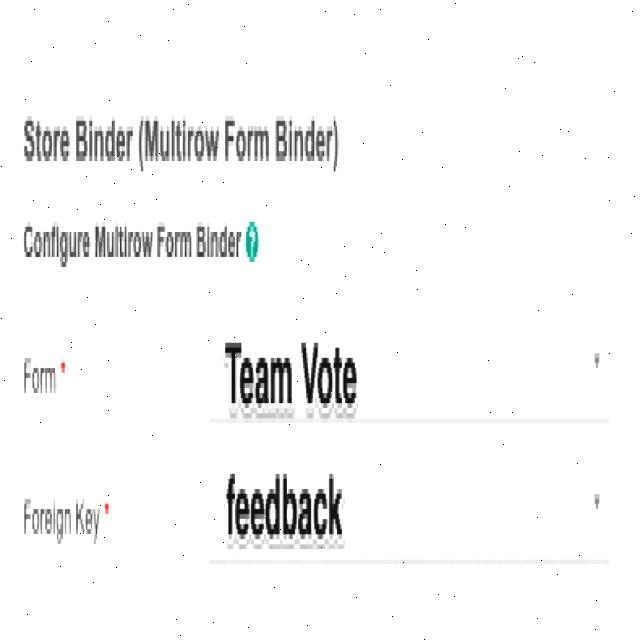 Store Binder (Multirow Form Binder)
Configure Multirow Form Binder ?
Form * Team Vote
Foreign Key * feedback